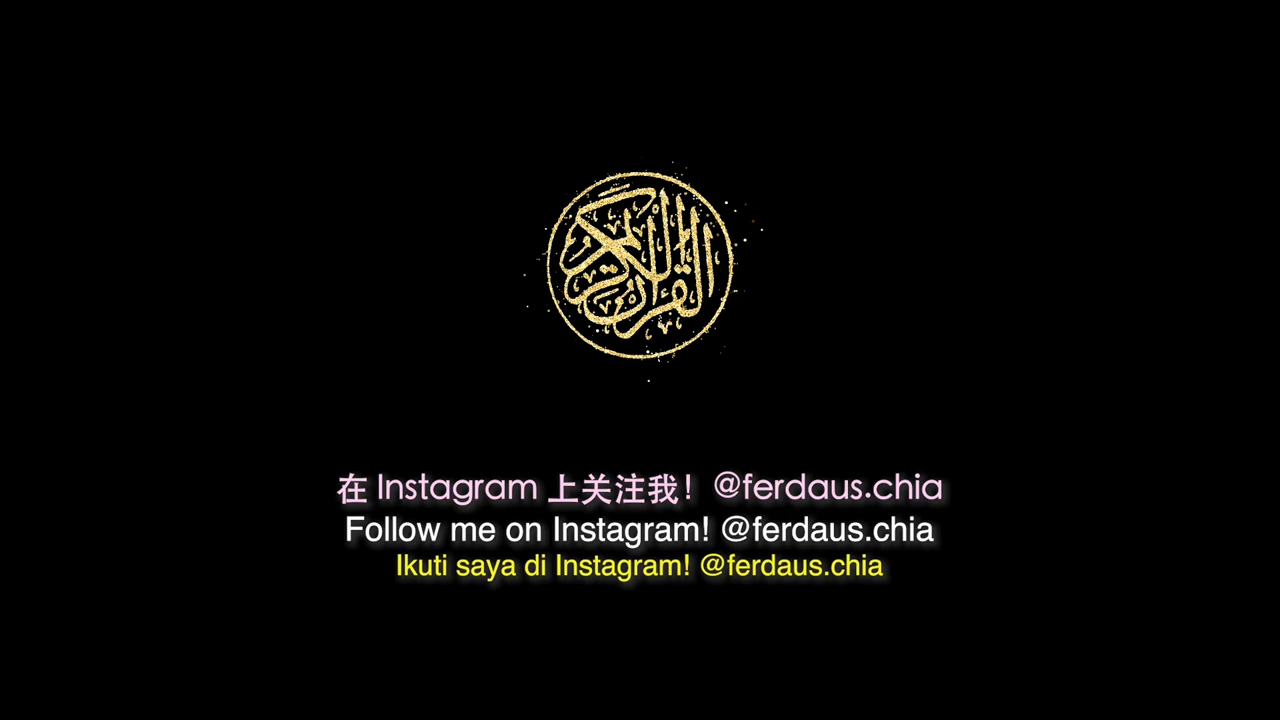 القرآن الكريم
在 Instagram 上关注我！@ferdaus.chia
Follow me on Instagram! @ferdaus.chia
Ikuti saya di Instagram! @ferdaus.chia